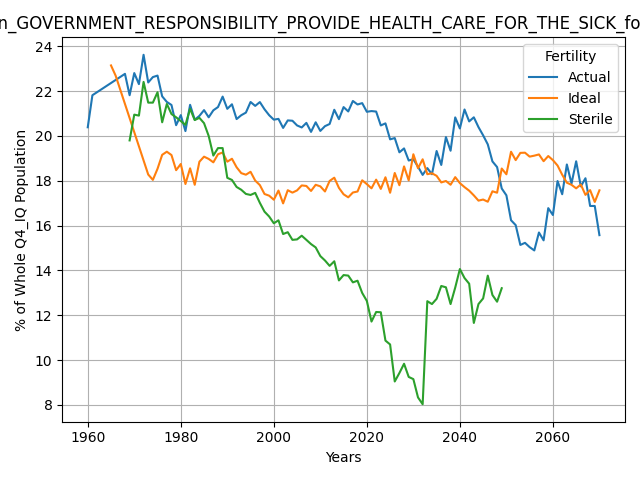 n_GOVERNMENT_RESPONSIBILITY_PROVIDE_HEALTH_CARE_FOR_THE_SICK_fo
24
22
20
18
16
14
12
10
8
% of Whole Q4_IQ Population
Fertility
Actual
Ideal
Sterile
1960 1980 2000 2020 2040 2060
Years